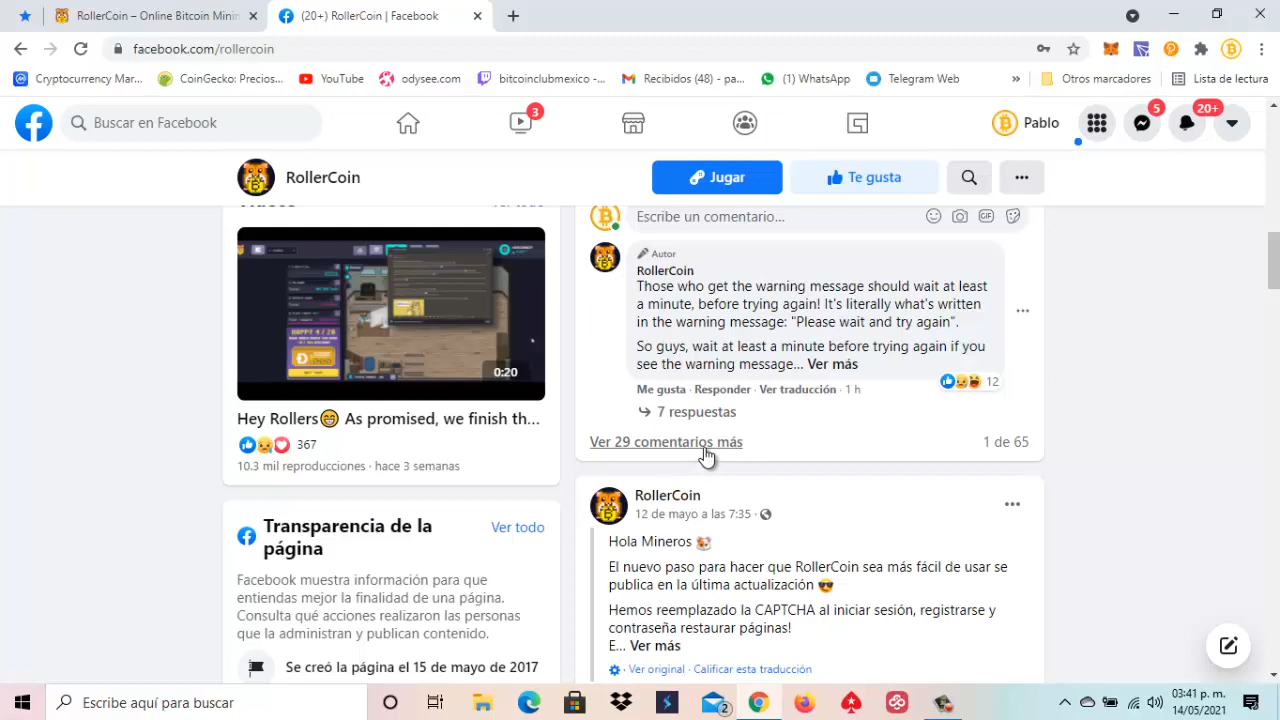 RollerCoin – Online Bitcoin Minin
(20+) RollerCoin | Facebook
facebook.com/rollercoin
Cryptocurrency Mar...
CoinGecko: Precios...
YouTube
odysee.com
bitcoinclubmexico -...
Recibidos (48) - pa...
(1) WhatsApp
Telegram Web
»
Otros marcadores
Lista de lectura
Buscar en Facebook
3
Pablo
5
20+
RollerCoin
Jugar
Te gusta
Escribe un comentario...
GIF
Autor
RollerCoin
Those who get the warning message should wait at least
a minute, before trying again! It's literally what's written
in the warning message: "Please wait and try again".
So guys, wait at least a minute before trying again if you
see the warning message... Ver más
12
Me gusta · Responder · Ver traducción · 1 h
7 respuestas
Ver 29 comentarios más
1 de 65
0:20
Hey Rollers😁 As promised, we finish th...
367
10.3 mil reproducciones · hace 3 semanas
Transparencia de la
página
Ver todo
Facebook muestra información para que
entiendas mejor la finalidad de una página.
Consulta qué acciones realizaron las personas
que la administran y publican contenido.
Se creó la página el 15 de mayo de 2017
RollerCoin
12 de mayo a las 7:35 ·
Hola Mineros
El nuevo paso para hacer que RollerCoin sea más fácil de usar se
publica en la última actualización 😎
Hemos reemplazado la CAPTCHA al iniciar sesión, registrarse y
contraseña restaurar páginas!
E... Ver más
Ver original · Calificar esta traducción
Escribe aquí para buscar
2
03:41 p. m.
14/05/2021